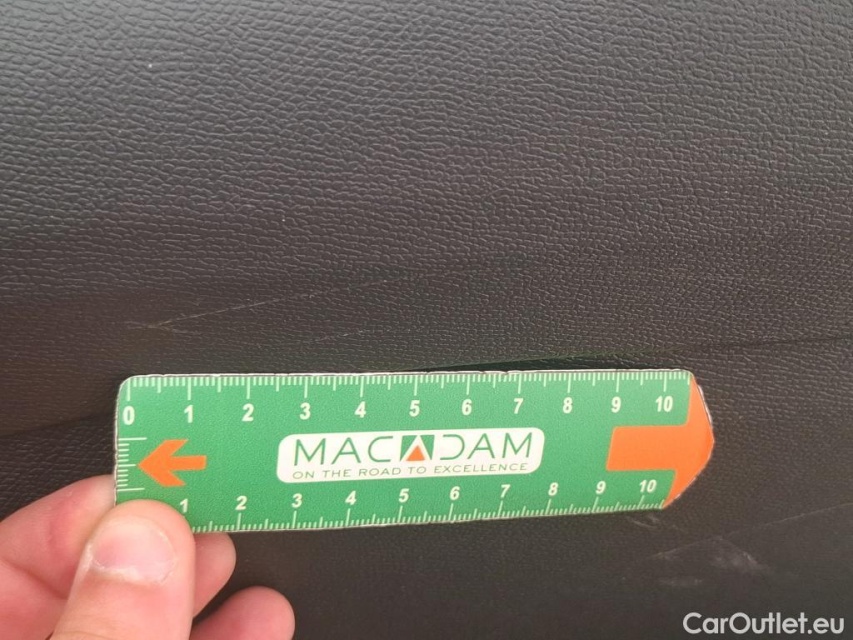 0 1 2 3 4 5 6 7 8 9 10
MACADAM
ON THE ROAD TO EXCELLENCE
1 2 3 4 5 6 7 8 9 10
CarOutlet.eu